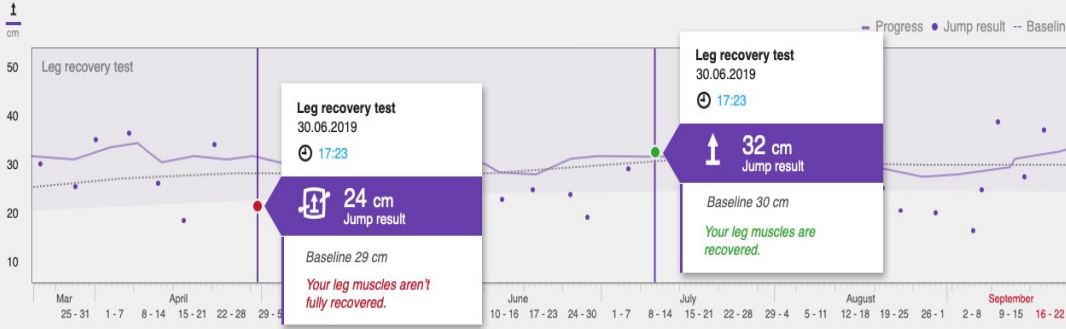 cm
Progress Jump result Baselin
50
40
30
20
10
Leg recovery test
Leg recovery test
30.06.2019
17:23
24 cm
Jump result
Baseline 29 cm
Your leg muscles aren't
fully recovered.
Leg recovery test
30.06.2019
17:23
32 cm
Jump result
Baseline 30 cm
Your leg muscles are
recovered.
Mar April June July August September
25 - 31 1 - 7 8 - 14 15 - 21 22 - 28 29 - 5 10 - 16 17 - 23 24 - 30 1 - 7 8 - 14 15 - 21 22 - 28 29 - 4 5 - 11 12 - 18 19 - 25 26 - 1 2 - 8 9 - 15 16 - 22